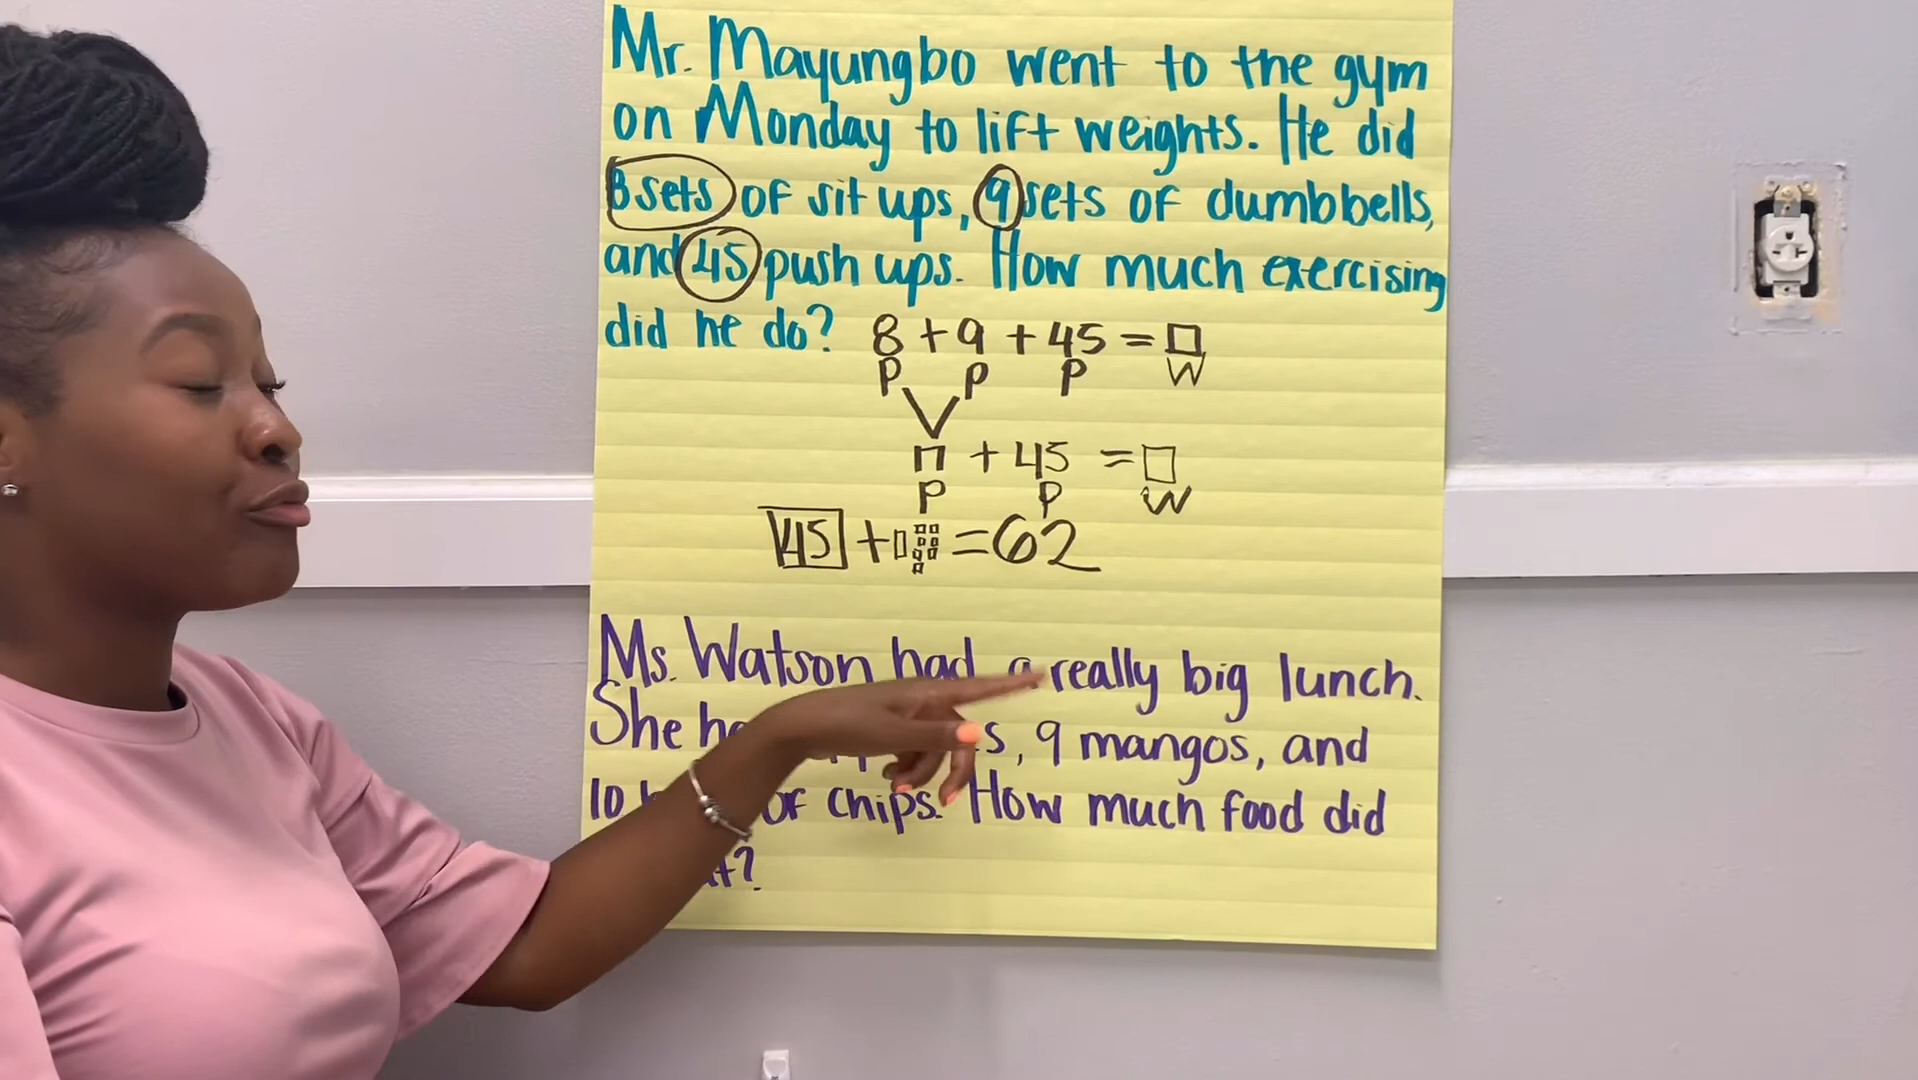 Mr. Mayungbo went to the gym
on Monday to lift weights. He did
8 sets of sit ups, 9 sets of dumbbells,
and 45 push ups. How much exercising
did he do? 8 + 9 + 45 = □
P P P W
17 + 45 = □
P P W
45 + = 62
Ms. Watson had a really big lunch.
She 9 mangos, and
10 of chips. How much food did